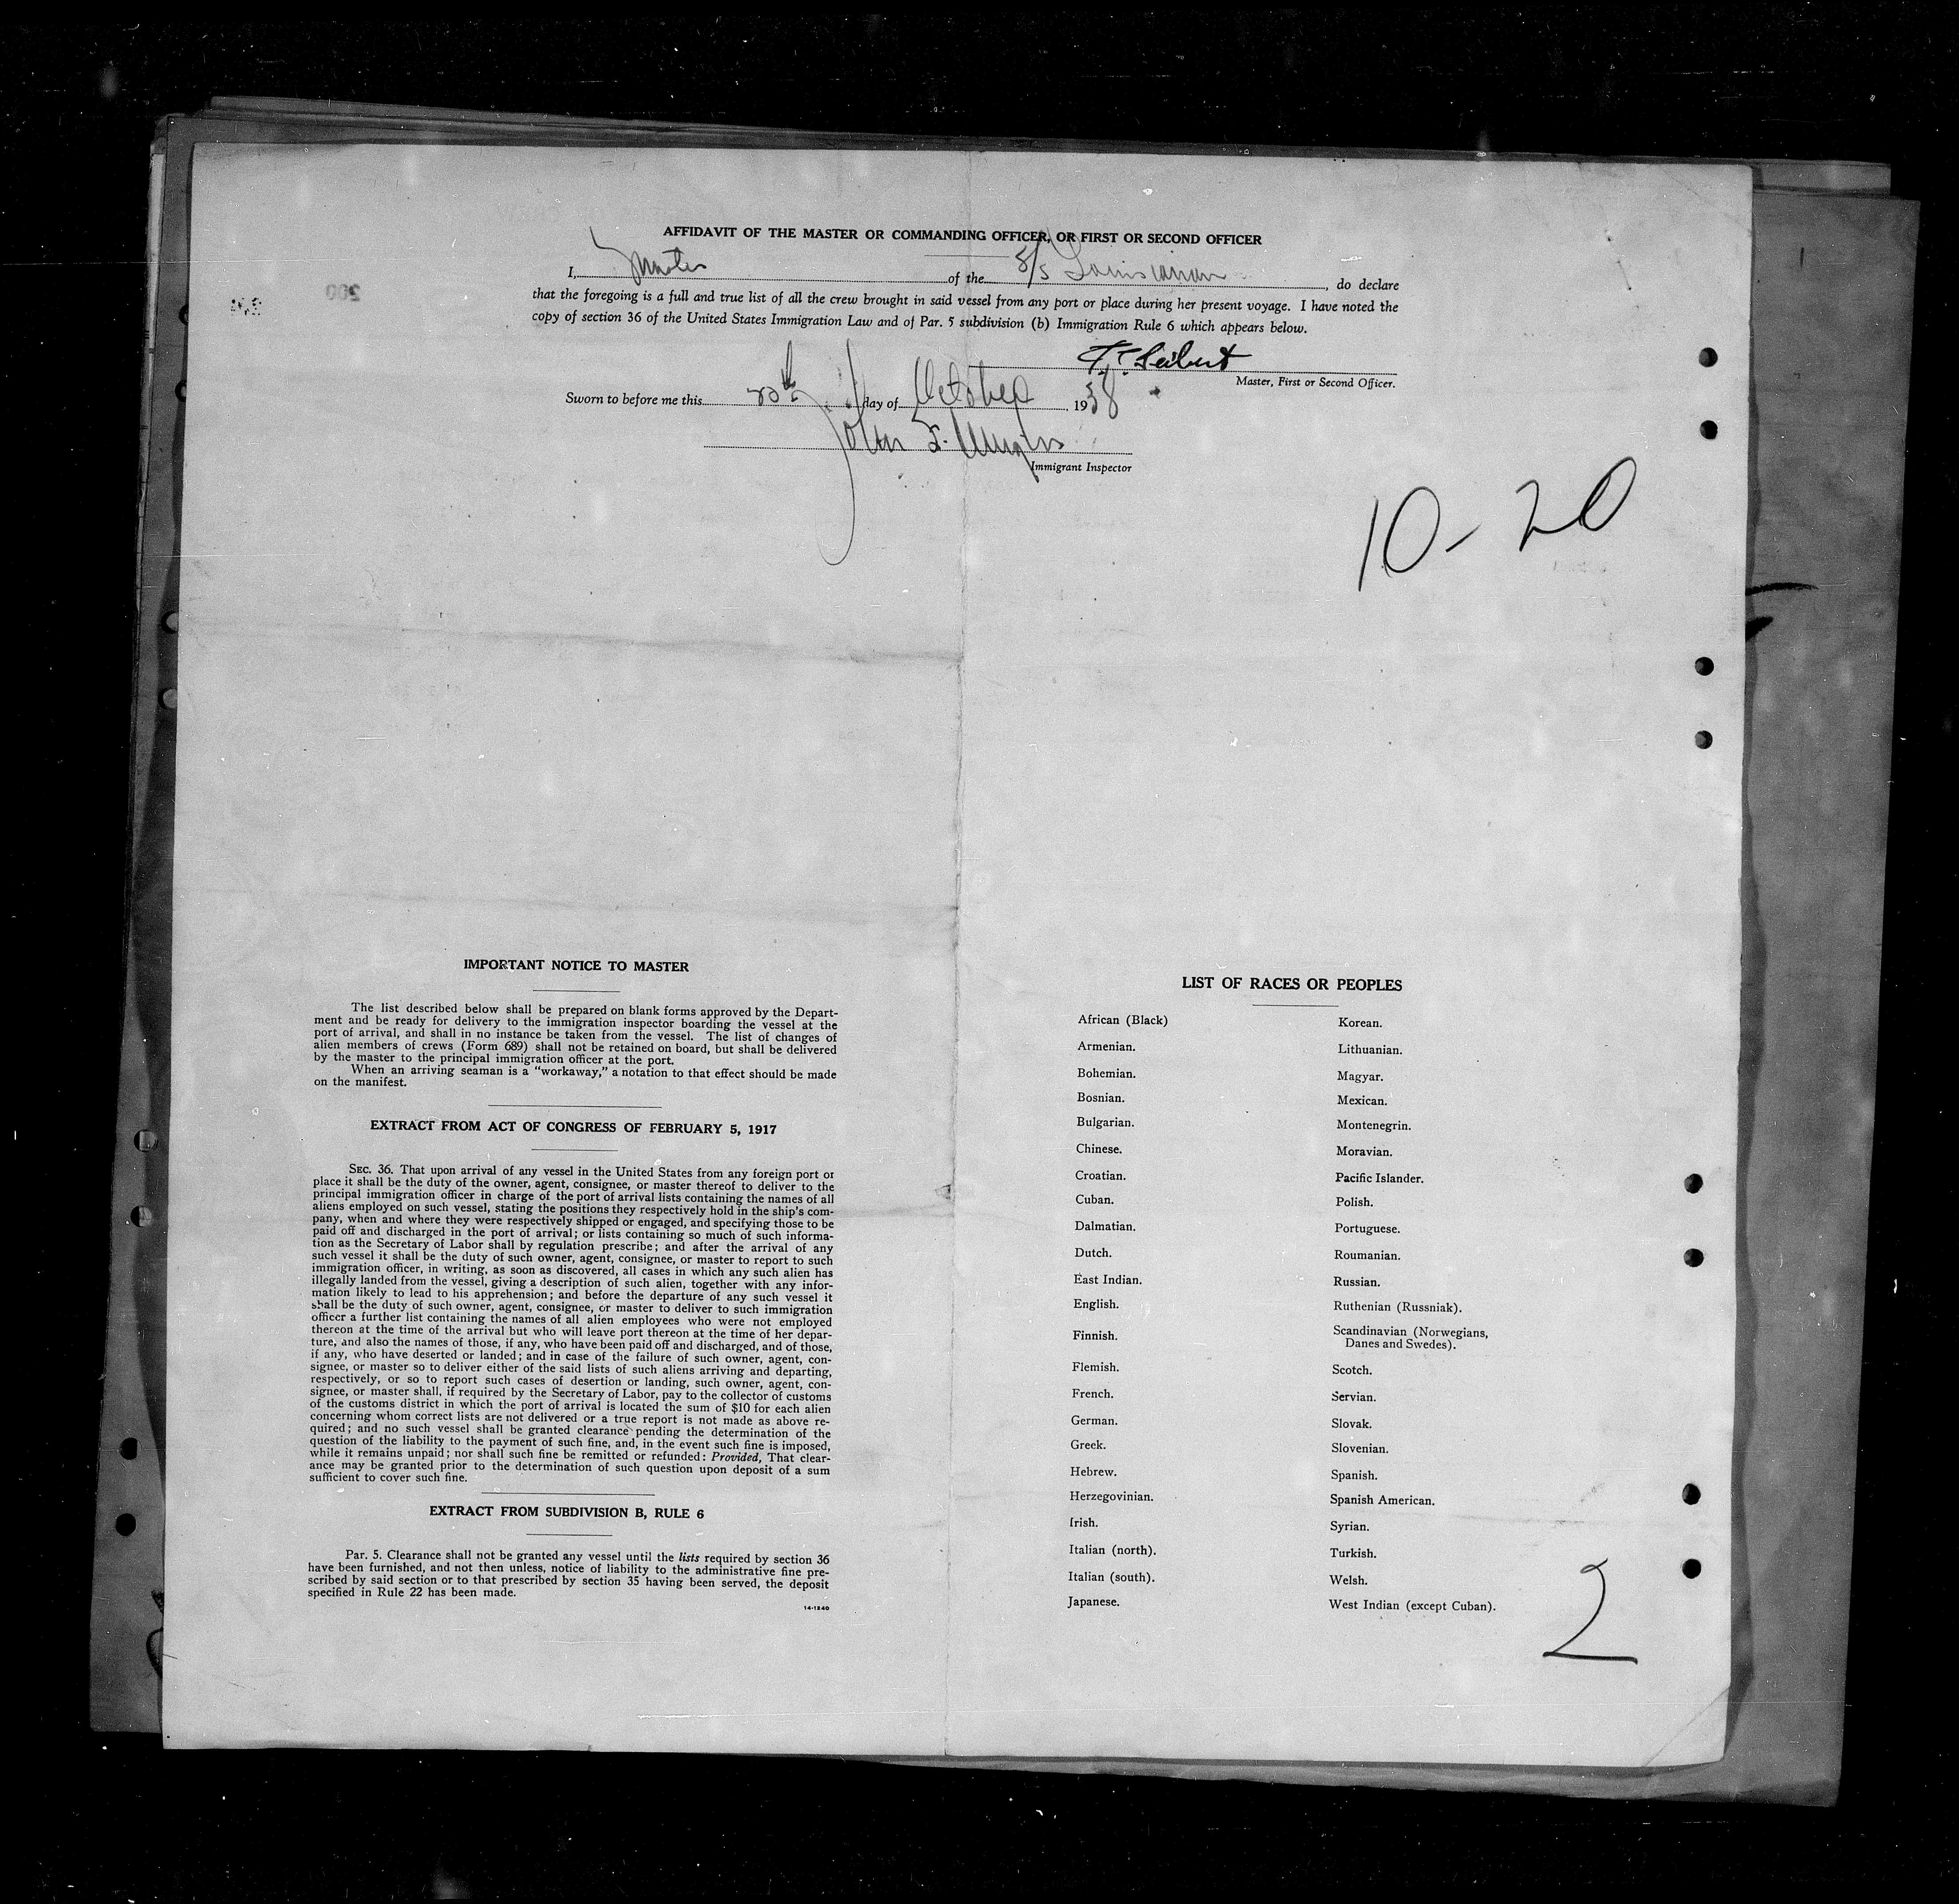 AFFIDAVIT OF THE MASTER OR COMMANDING OFFICER, OR FIRST OR SECOND OFFICER
I, Master of the S/S Louisianan, do declare
that the foregoing is a full and true list of all the crew brought in said vessel from any port or place during her present voyage. I have noted the
copy of section 36 of the United States Immigration Law and of Par. 5 subdivision (b) Immigration Rule 6 which appears below.
Master, First or Second Officer.
Sworn to before me this 20th day of October, 1938
John F.
Immigrant Inspector
10-20
IMPORTANT NOTICE TO MASTER
The list described below shall be prepared on blank forms approved by the Depart-
ment and be ready for delivery to the immigration inspector boarding the vessel at the
port of arrival, and shall in no instance be taken from the vessel. The list of changes of
alien members of crews (Form 689) shall not be retained on board, but shall be delivered
by the master to the principal immigration officer at the port.
When an arriving seaman is a “workaway,” a notation to that effect should be made
on the manifest.
EXTRACT FROM ACT OF CONGRESS OF FEBRUARY 5, 1917
SEC. 36. That upon arrival of any vessel in the United States from any foreign port or
place it shall be the duty of the owner, agent, consignee, or master thereof to deliver to the
principal immigration officer in charge of the port of arrival lists containing the names of all
aliens employed on such vessel, stating the positions they respectively hold in the ship's com-
pany, when and where they were respectively shipped or engaged, and specifying those to be
paid off and discharged in the port of arrival; or lists containing so much of such informa-
tion as the Secretary of Labor shall by regulation prescribe; and after the arrival of any
such vessel it shall be the duty of such owner, agent, consignee, or master to report to such
immigration officer, in writing, as soon as discovered, all cases in which any such alien has
illegally landed from the vessel, giving a description of such alien, together with any infor-
mation likely to lead to his apprehension; and before the departure of any such vessel it
shall be the duty of such owner, agent, consignee, or master to deliver to such immigration
officer a further list containing the names of all alien employees who were not employed
thereon at the time of the arrival but who will leave port thereon at the time of her depar-
ture, and also the names of those, if any, who have been paid off and discharged, and of those,
if any, who have deserted or landed; and in case of the failure of such owner, agent, con-
signee, or master so to deliver either of the said lists of such aliens arriving and departing,
respectively, or so to report such cases of desertion or landing, such owner, agent, con-
signee, or master shall, if required by the Secretary of Labor, pay to the collector of customs
of the customs district in which the port of arrival is located the sum of $10 for each alien
concerning whom correct lists are not delivered or a true report is not made as above re-
quired; and no such vessel shall be granted clearance pending the determination of the
question of the liability to the payment of such fine, and, in the event such fine is imposed,
while it remains unpaid; nor shall such fine be remitted or refunded: Provided, That clear-
ance may be granted prior to the determination of such question upon deposit of a sum
sufficient to cover such fine.
EXTRACT FROM SUBDIVISION B, RULE 6
Par. 5. Clearance shall not be granted any vessel until the lists required by section 36
have been furnished, and not then unless, notice of liability to the administrative fine pre-
scribed by said section or to that prescribed by section 35 having been served, the deposit
specified in Rule 22 has been made.
14-1240
LIST OF RACES OR PEOPLES
African (Black)
Armenian.
Bohemian.
Bosnian.
Bulgarian.
Chinese.
Croatian.
Cuban.
Dalmatian.
Dutch.
East Indian.
English.
Finnish.
Flemish.
French.
German.
Greek.
Hebrew.
Herzegovinian.
Irish.
Italian (north).
Italian (south).
Japanese.
Korean.
Lithuanian.
Magyar.
Mexican.
Montenegrin.
Moravian.
Pacific Islander.
Polish.
Portuguese.
Roumanian.
Russian.
Ruthenian (Russniak).
Scandinavian (Norwegians,
Danes and Swedes).
Scotch.
Servian.
Slovak.
Slovenian.
Spanish.
Spanish American.
Syrian.
Turkish.
Welsh.
West Indian (except Cuban).
2